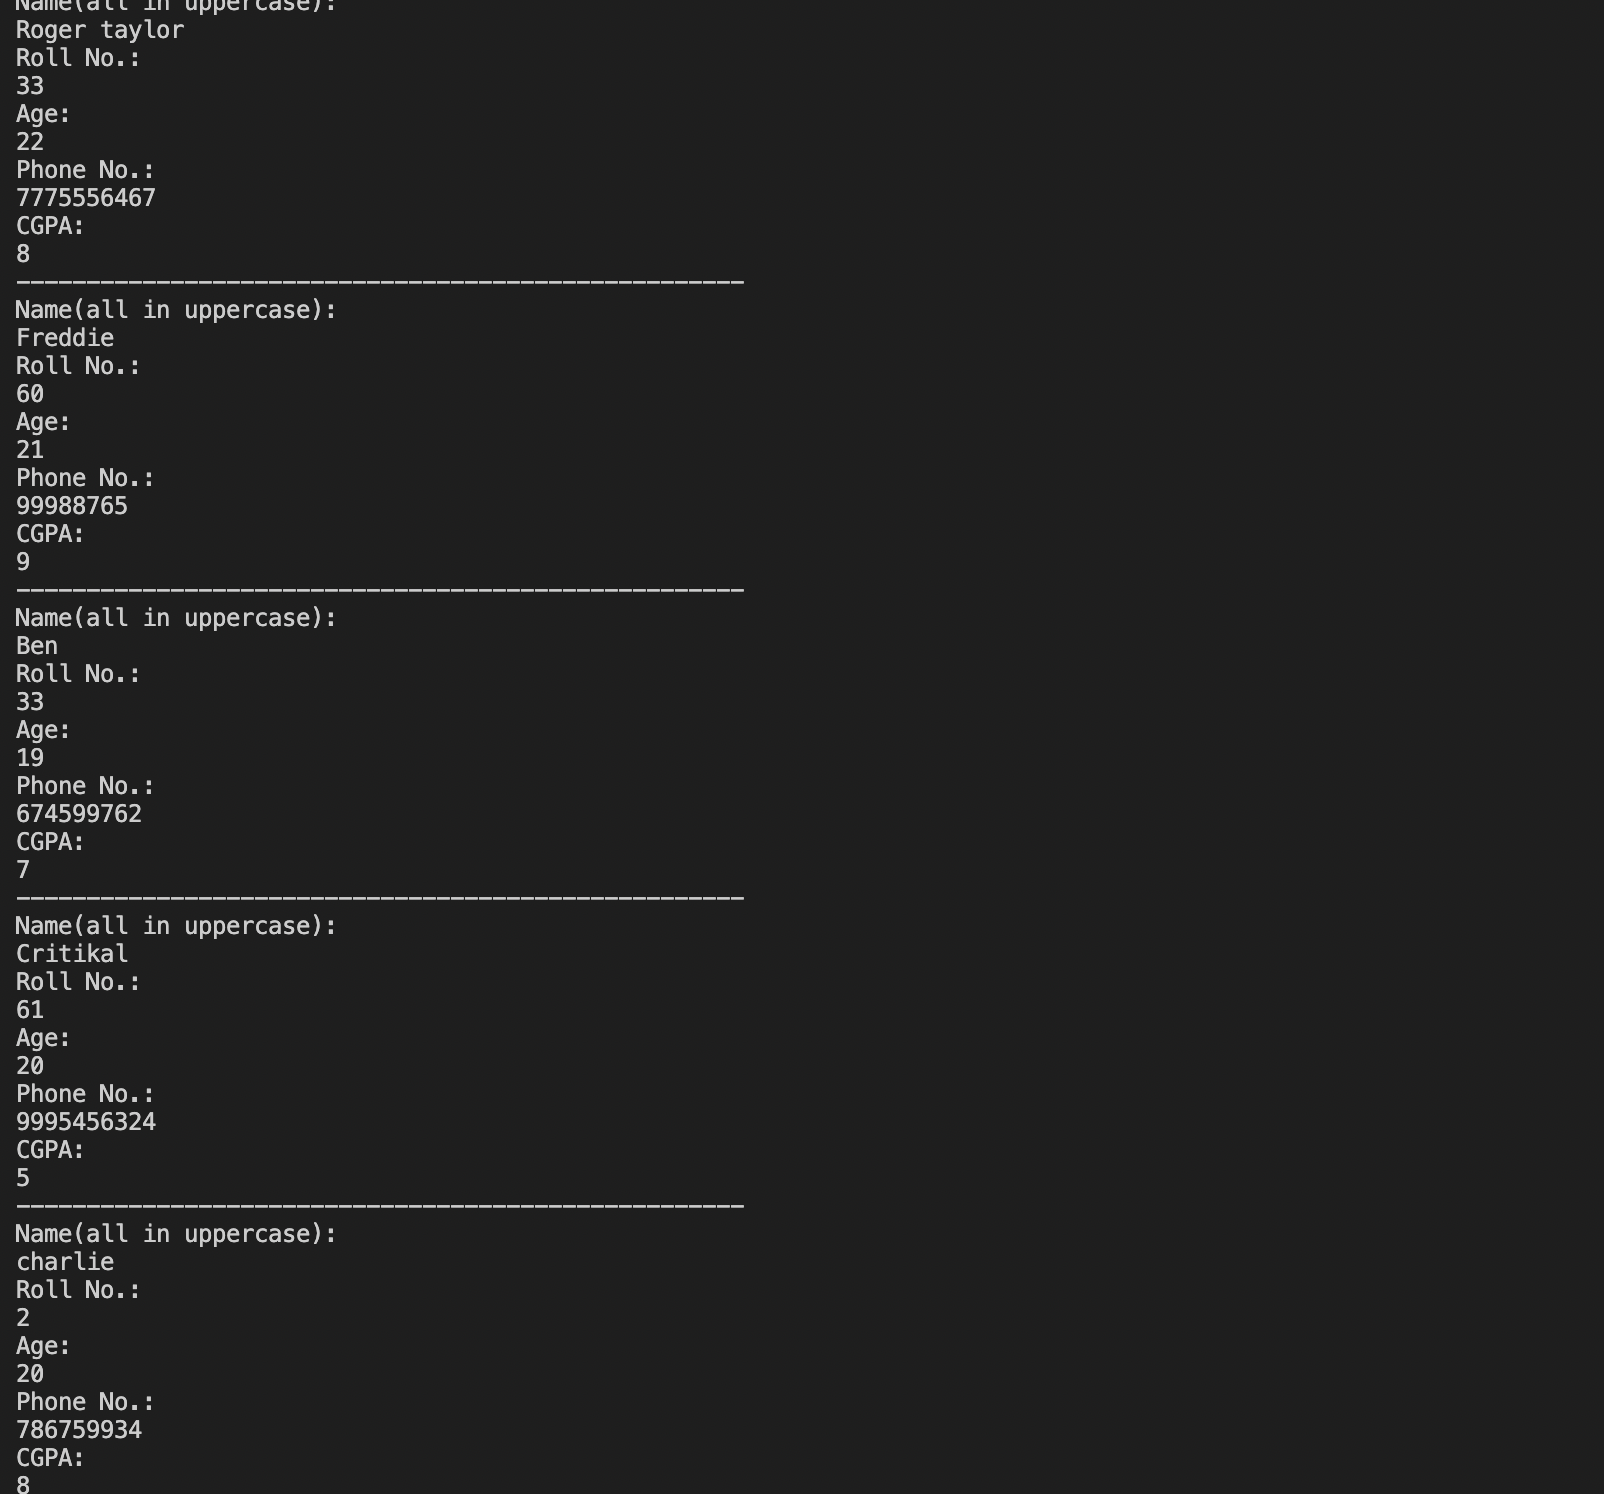 Name(all in uppercase):
Roger taylor
Roll No.:
33
Age:
22
Phone No.:
7775556467
CGPA:
8
----------------------------------------------------
Name(all in uppercase):
Freddie
Roll No.:
60
Age:
21
Phone No.:
99988765
CGPA:
9
----------------------------------------------------
Name(all in uppercase):
Ben
Roll No.:
33
Age:
19
Phone No.:
674599762
CGPA:
7
----------------------------------------------------
Name(all in uppercase):
Critikal
Roll No.:
61
Age:
20
Phone No.:
9995456324
CGPA:
5
----------------------------------------------------
Name(all in uppercase):
charlie
Roll No.:
2
Age:
20
Phone No.:
786759934
CGPA:
8